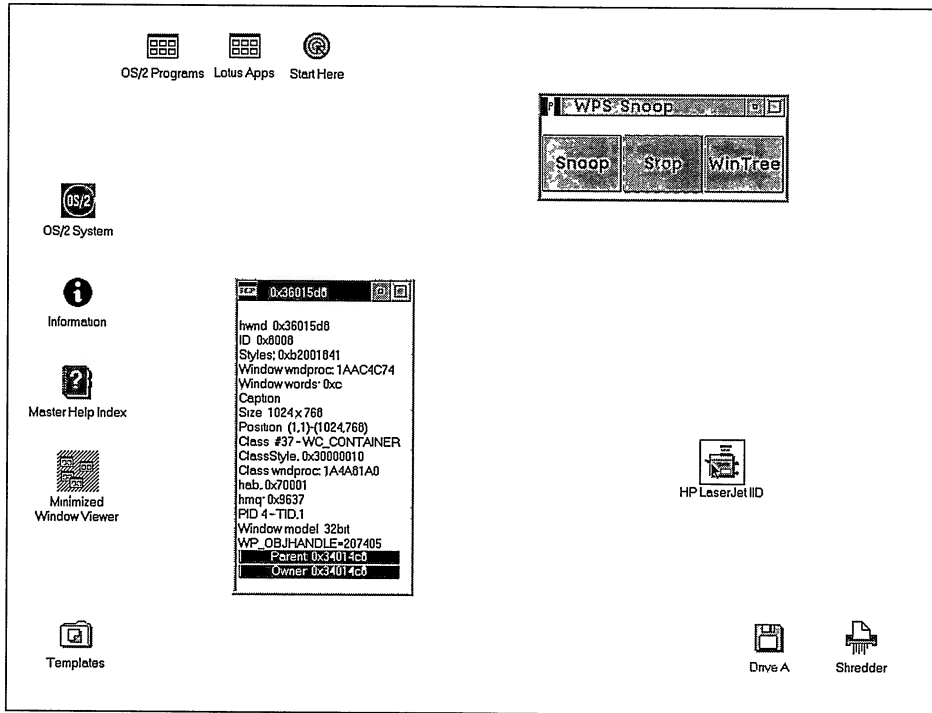 OS/2 Programs
Lotus Apps
Start Here
WPS Snoop
Snoop
Stop
WinTree
OS/2
OS/2 System
Information
Master Help Index
Minimized
Window Viewer
Templates
0x36015d8
hwnd 0x36015d8
ID 0x8008
Styles: 0xb2001841
Window wndproc: 1AAC4C74
Window words: 0xc
Caption
Size 1024 x 768
Position (1,1)-(1024,768)
Class #37 - WC_CONTAINER
ClassStyle. 0x30000010
Class wndproc: 1A4A81A0
hab. 0x70001
hmq: 0x9637
PID 4 - TID.1
Window model 32bit
WP_OBJHANDLE=207405
Parent 0x34014c8
Owner 0x34014c8
HP LaserJet IID
Drive A
Shredder